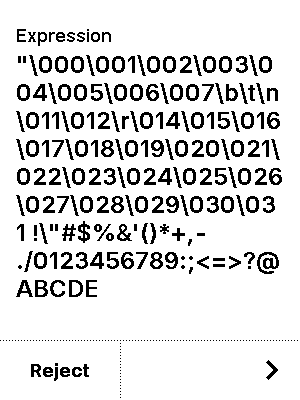 Expression
"\000\001\002\003\0
04\005\006\007\b\t\n
\011\012\r\014\015\016
\017\018\019\020\021\
022\023\024\025\026
\027\028\029\030\03
1 !\"#$%&'()*+,-
./0123456789:;<=>?@
ABCDE
Reject